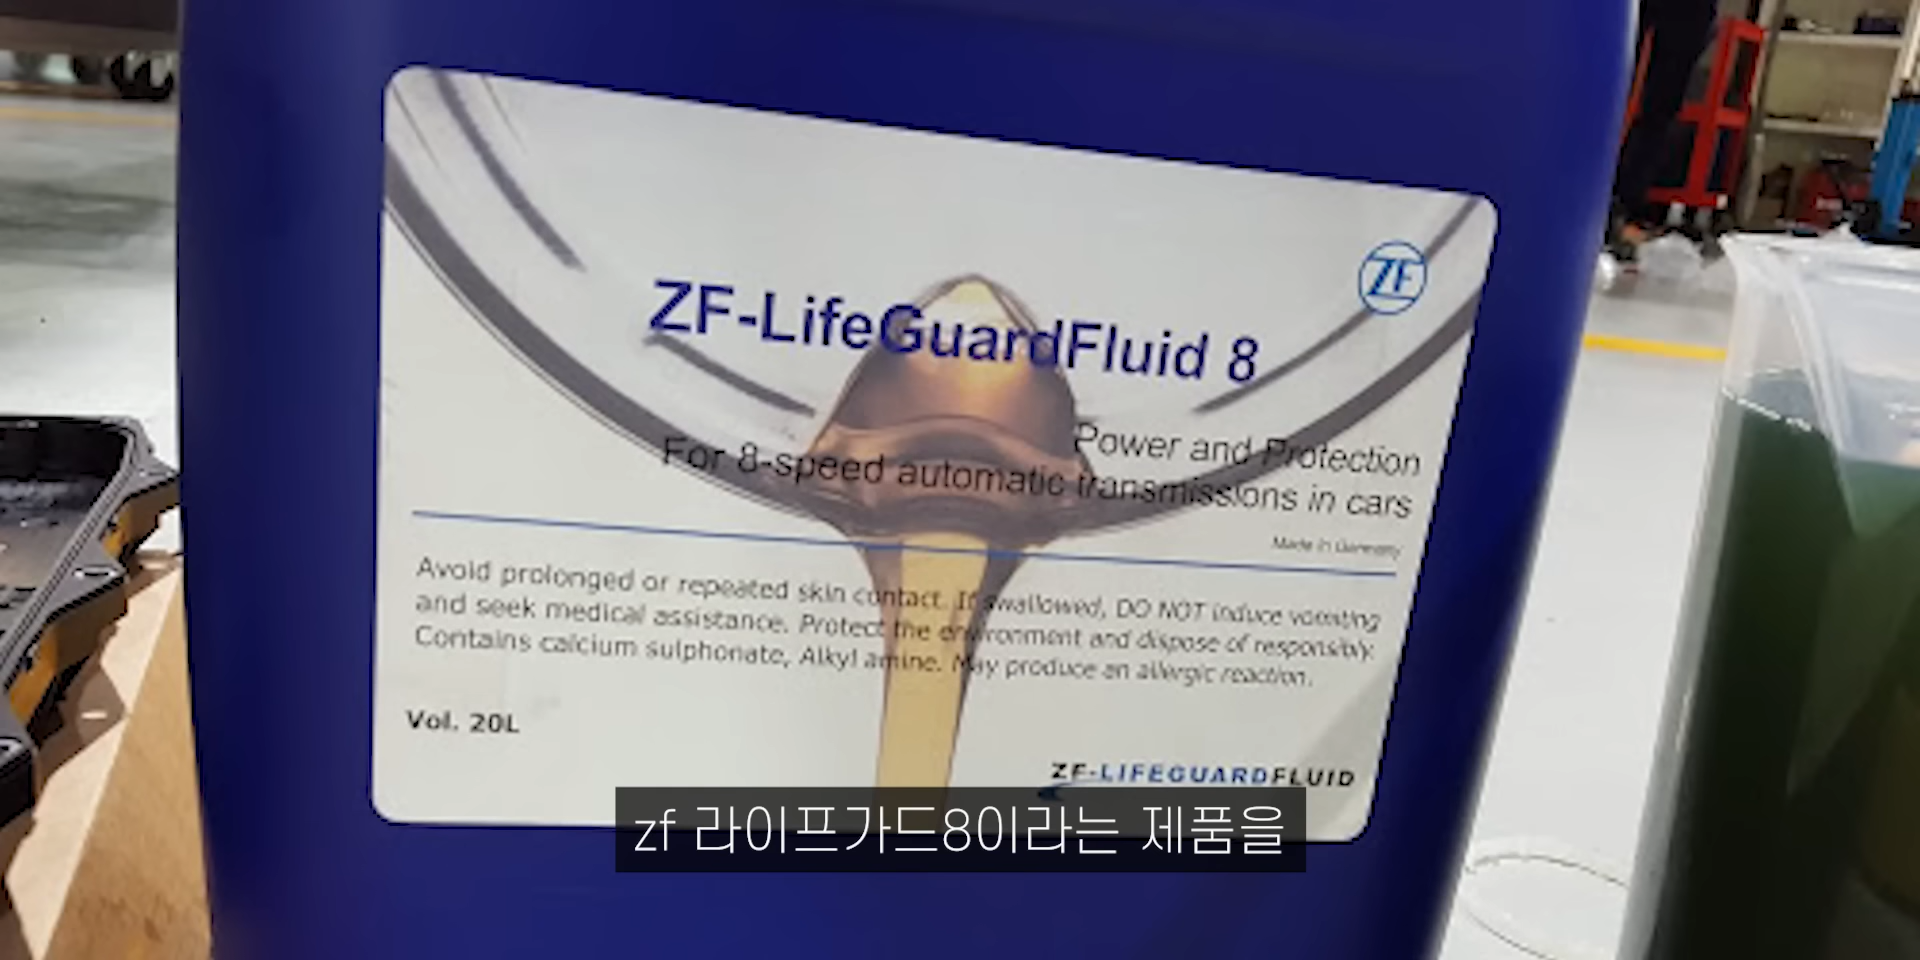 ZF
ZF-LifeGuardFluid 8
Power and Protection
For 8-speed automatic transmissions in cars
Made in Germany
Avoid prolonged or repeated skin contact. If swallowed, DO NOT induce vomiting
and seek medical assistance. Protect the environment and dispose of responsibly.
Contains calcium sulphonate, Alkyl amine. May produce an allergic reaction.
Vol. 20L
ZF-LIFEGUARDFLUID
zf 라이프가드8이라는 제품을